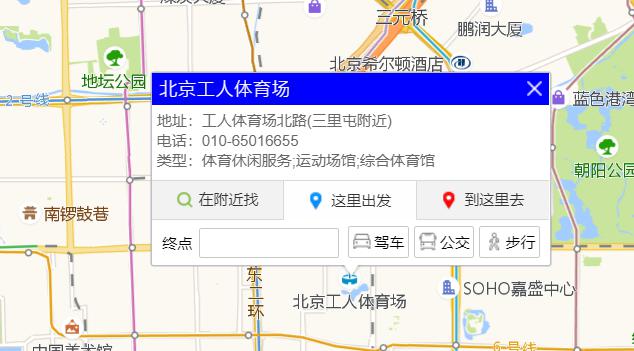 三元桥
鹏润大厦
北京希尔顿酒店
地坛公园
2号线
北京工人体育场
蓝色港湾
地址：工人体育场北路(三里屯附近)
电话：010-65016655
类型：体育休闲服务;运动场馆;综合体育馆
朝阳公园
在附近找
这里出发
到这里去
南锣鼓巷
终点
驾车
公交
步行
东二环
北京工人体育场
SOHO嘉盛中心
中国美术馆
6号线